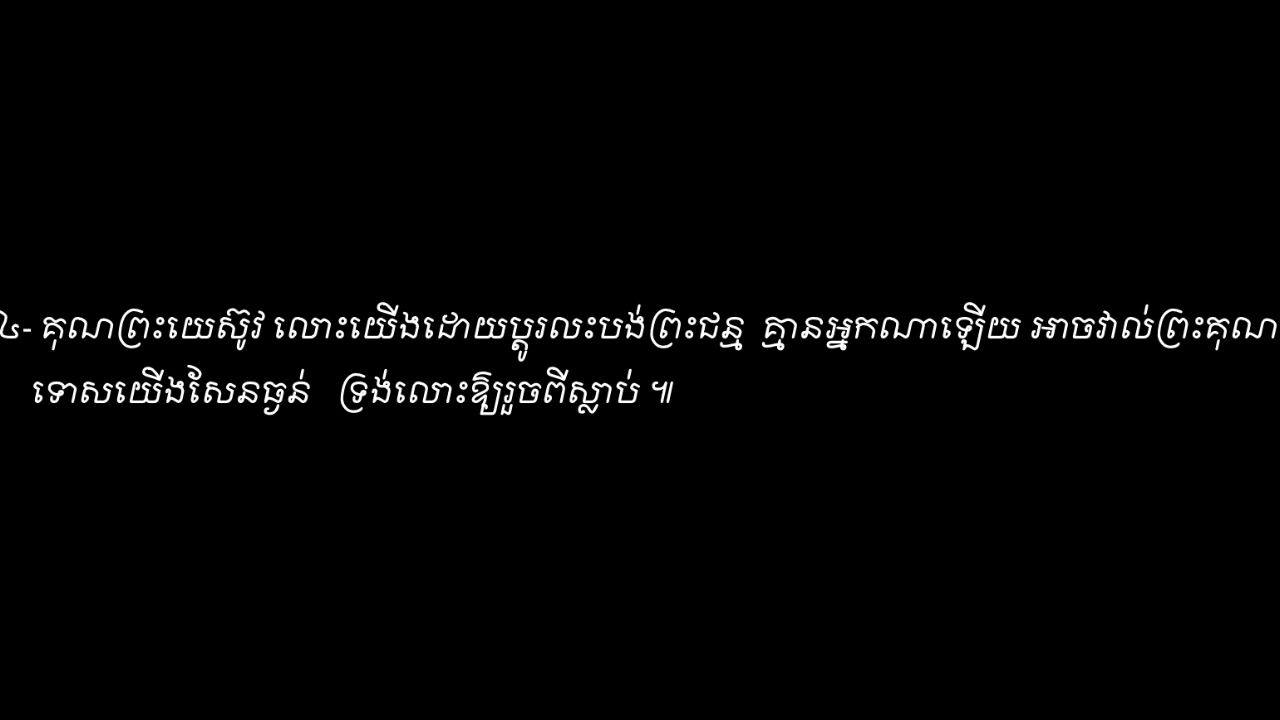 ៤- គុណព្រះយេស៊ូវ លោះយើងដោយប្តូរលះបង់ព្រះជន្ម គ្មានអ្នកណាឡើយ អាចវាល់ព្រះគុណ
ទោសយើងសែនធ្ងន់ ទ្រង់លោះឱ្យរួចពីស្លាប់ ៕